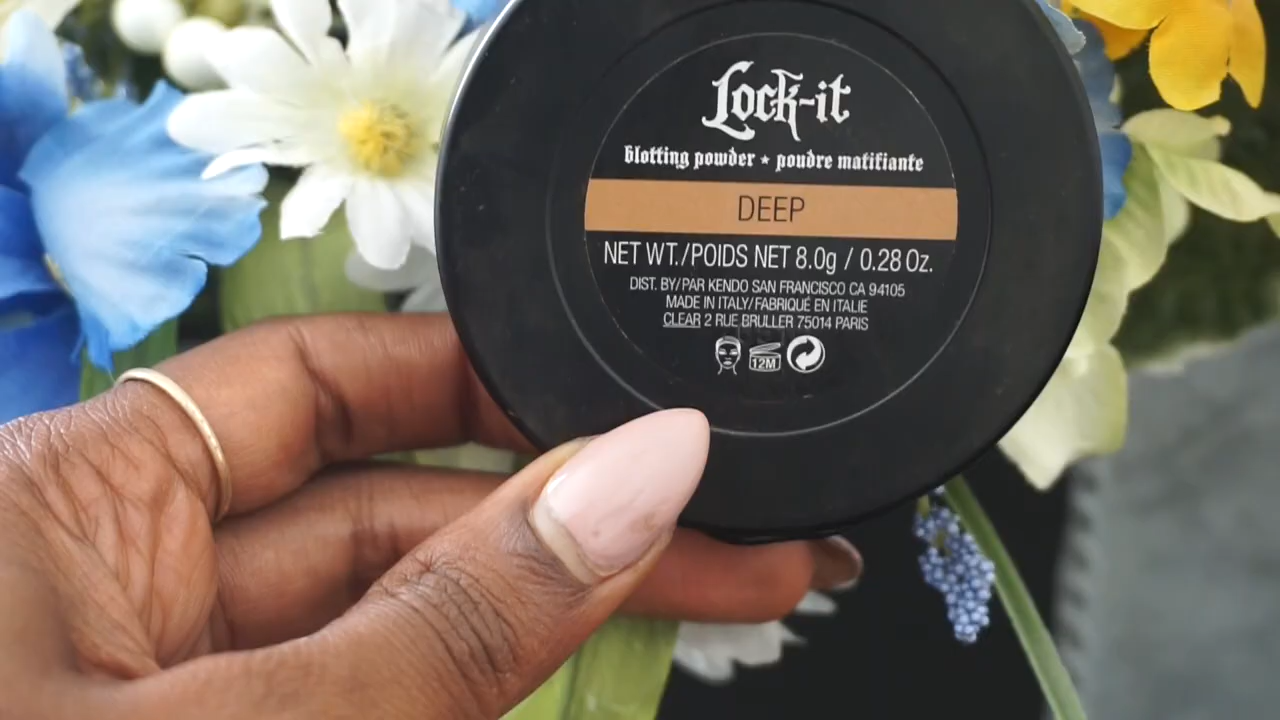 Lock-it
blotting powder ★ poudre matifiante
DEEP
NET WT./POIDS NET 8.0g / 0.28 Oz.
DIST. BY/PAR KENDO SAN FRANCISCO CA 94105
MADE IN ITALY/FABRIQUÉ EN ITALIE
CLEAR 2 RUE BRULLER 75014 PARIS
12M